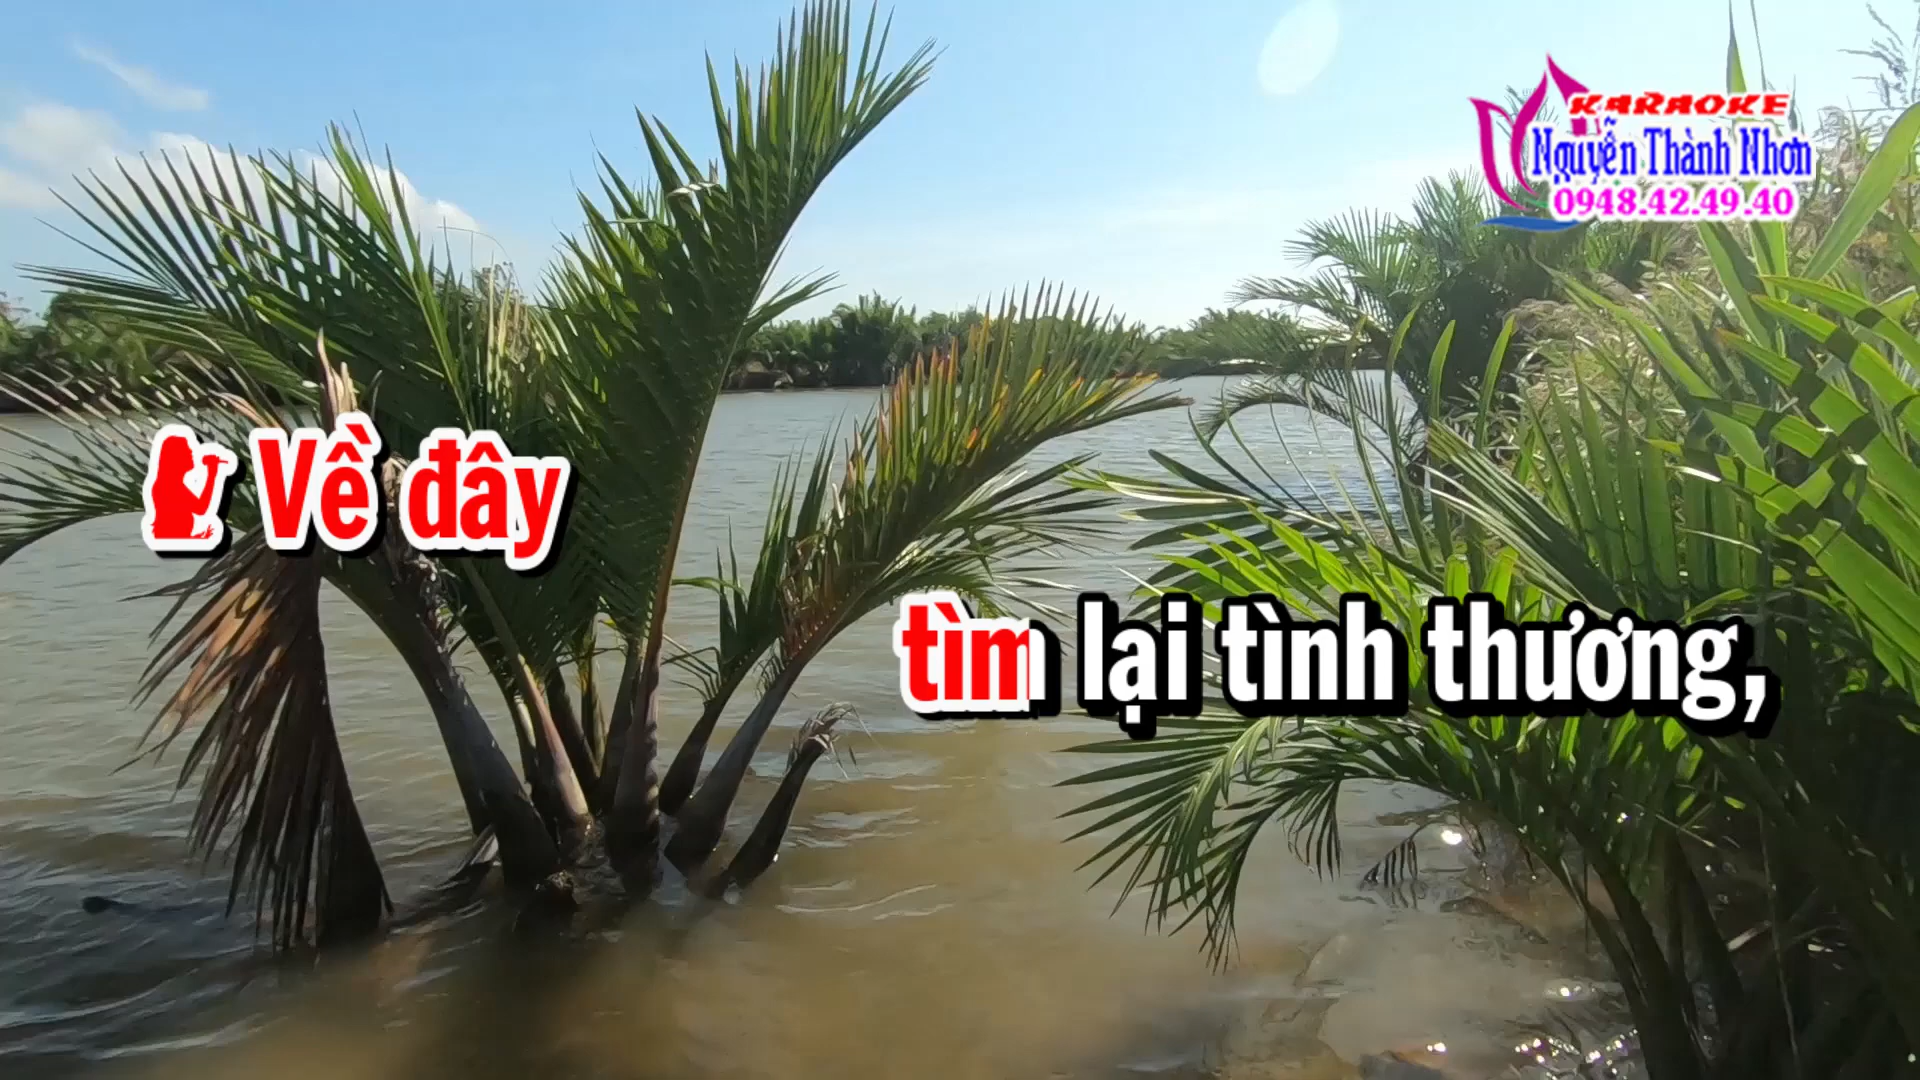 KARAOKE
Nguyễn Thành Nhơn
0948.42.49.40
Về đây
tìm lại tình thương,